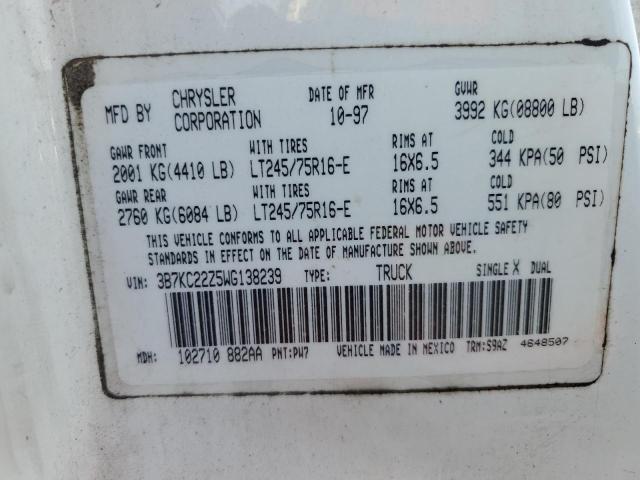 MFD BY CHRYSLER CORPORATION DATE OF MFR 10-97 GVWR 3992 KG(08800 LB)
GAWR FRONT WITH TIRES RIMS AT COLD
2001 KG(4410 LB) LT245/75R16-E 16X6.5 344 KPA(50 PSI)
GAWR REAR WITH TIRES RIMS AT COLD
2760 KG(6084 LB) LT245/75R16-E 16X6.5 551 KPA(80 PSI)
THIS VEHICLE CONFORMS TO ALL APPLICABLE FEDERAL MOTOR VEHICLE SAFETY
STANDARDS IN EFFECT ON THE DATE OF MANUFACTURE SHOWN ABOVE.
VIN: 3B7KC22Z5WG138239 TYPE: TRUCK SINGLE X DUAL
MDH: 102710 882AA PNT:PW7 VEHICLE MADE IN MEXICO TRM:S9AZ 4648507